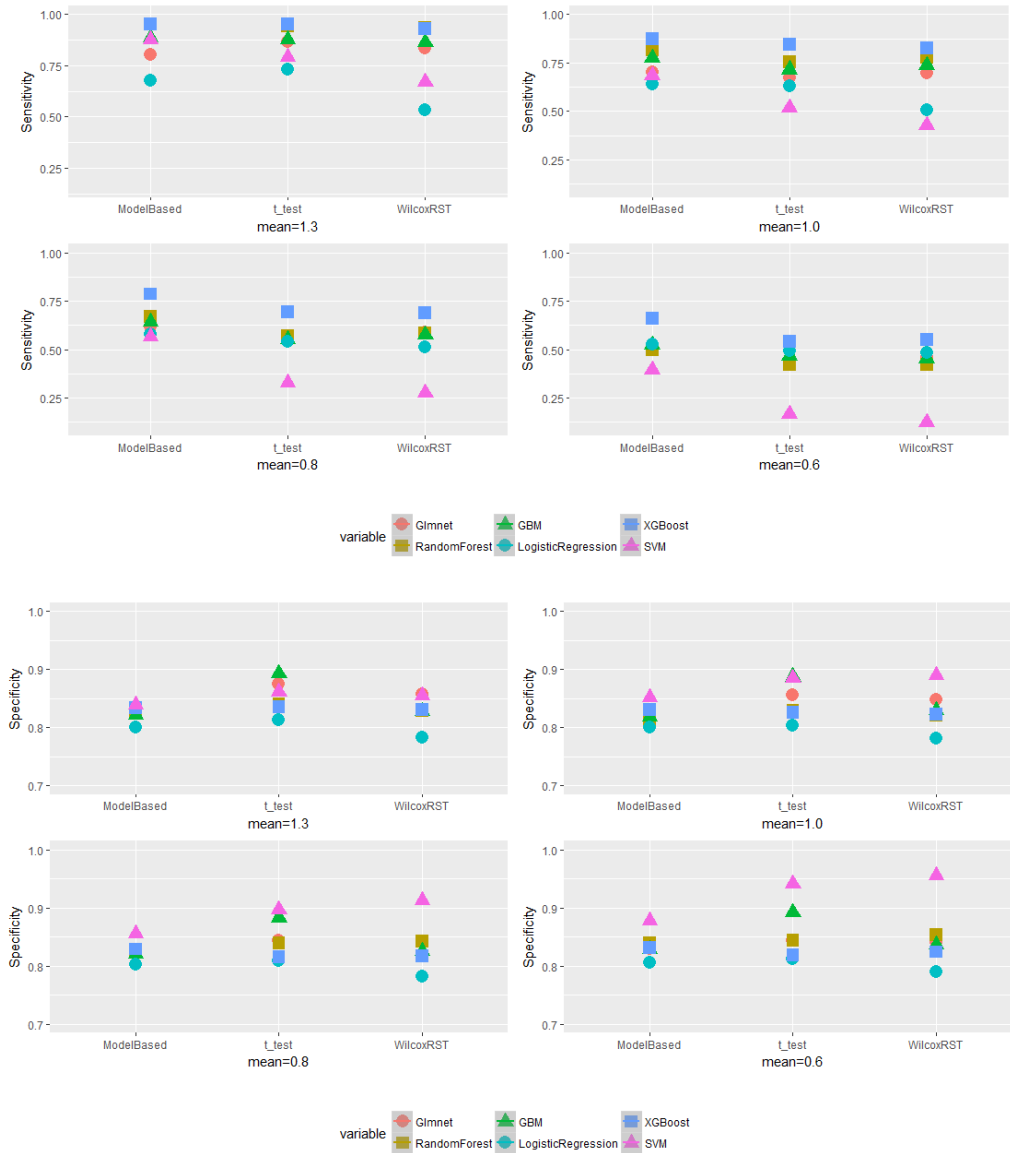 Sensitivity
1.00
0.75
0.50
0.25
ModelBased
t_test
WilcoxRST
mean=1.3
Sensitivity
1.00
0.75
0.50
0.25
ModelBased
t_test
WilcoxRST
mean=1.0
Sensitivity
1.00
0.75
0.50
0.25
ModelBased
t_test
WilcoxRST
mean=0.8
Sensitivity
1.00
0.75
0.50
0.25
ModelBased
t_test
WilcoxRST
mean=0.6
variable
Glmnet
GBM
XGBoost
RandomForest
LogisticRegression
SVM
Specificity
1.0
0.9
0.8
0.7
ModelBased
t_test
WilcoxRST
mean=1.3
Specificity
1.0
0.9
0.8
0.7
ModelBased
t_test
WilcoxRST
mean=1.0
Specificity
1.0
0.9
0.8
0.7
ModelBased
t_test
WilcoxRST
mean=0.8
Specificity
1.0
0.9
0.8
0.7
ModelBased
t_test
WilcoxRST
mean=0.6
variable
Glmnet
GBM
XGBoost
RandomForest
LogisticRegression
SVM